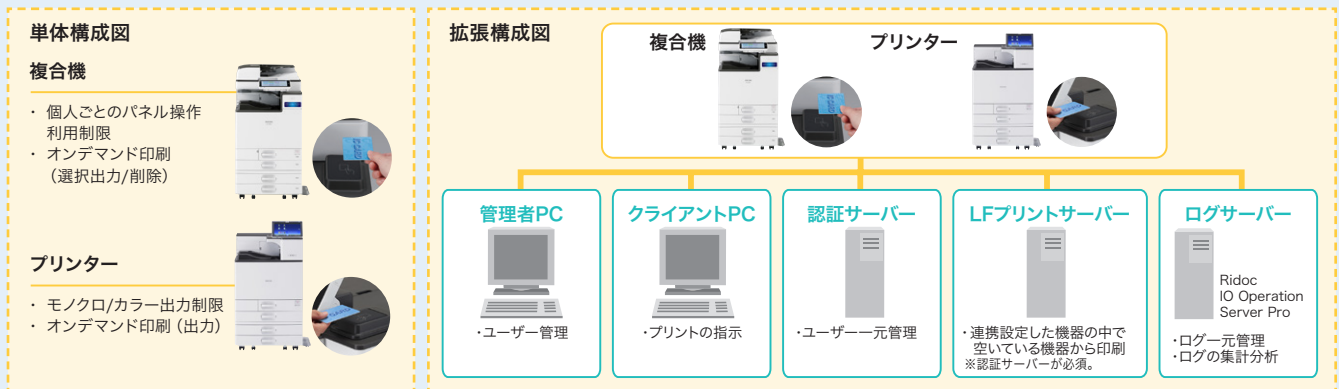 単体構成図
複合機
・ 個人ごとのパネル操作
利用制限
・ オンデマンド印刷
（選択出力/削除）
プリンター
・ モノクロ/カラー出力制限
・ オンデマンド印刷（出力）
拡張構成図
複合機
プリンター
管理者PC
・ユーザー管理
クライアントPC
・プリントの指示
認証サーバー
・ユーザー一元管理
LFプリントサーバー
・連携設定した機器の中で
空いている機器から印刷
※認証サーバーが必須。
ログサーバー
Ridoc
IO Operation
Server Pro
・ログ一元管理
・ログの集計分析